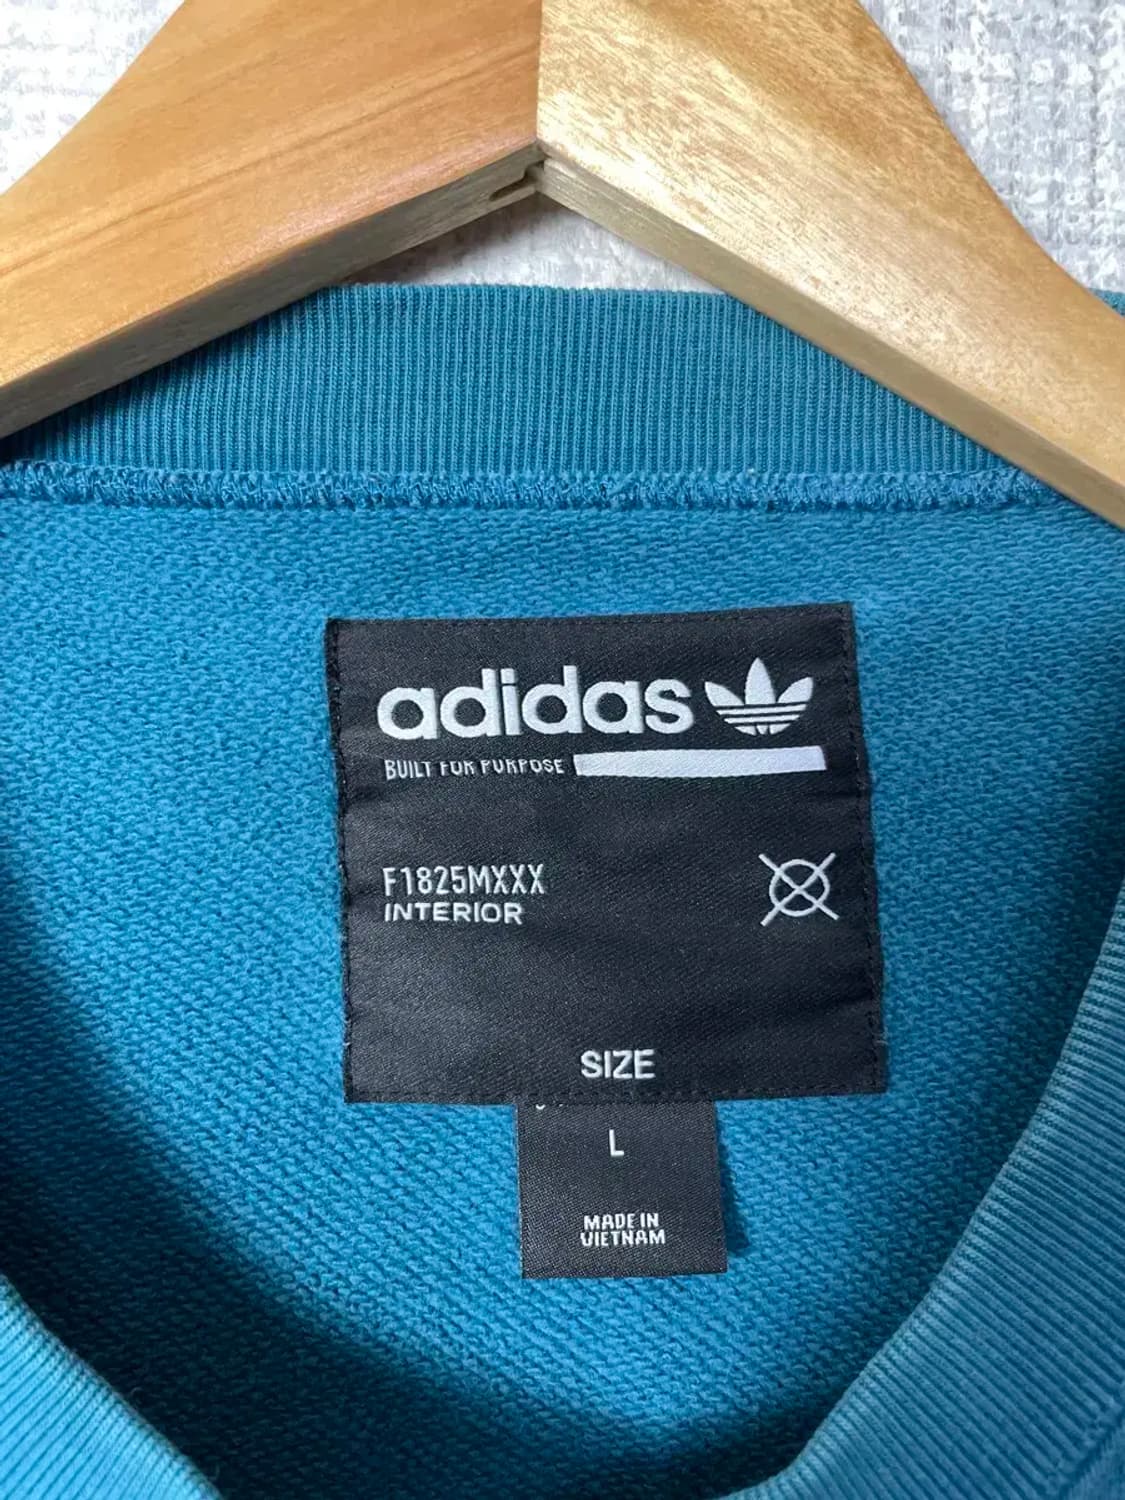 adidas
BUILT FOR PURPOSE
F1825MXXX
INTERIOR
SIZE
L
MADE IN
VIETNAM